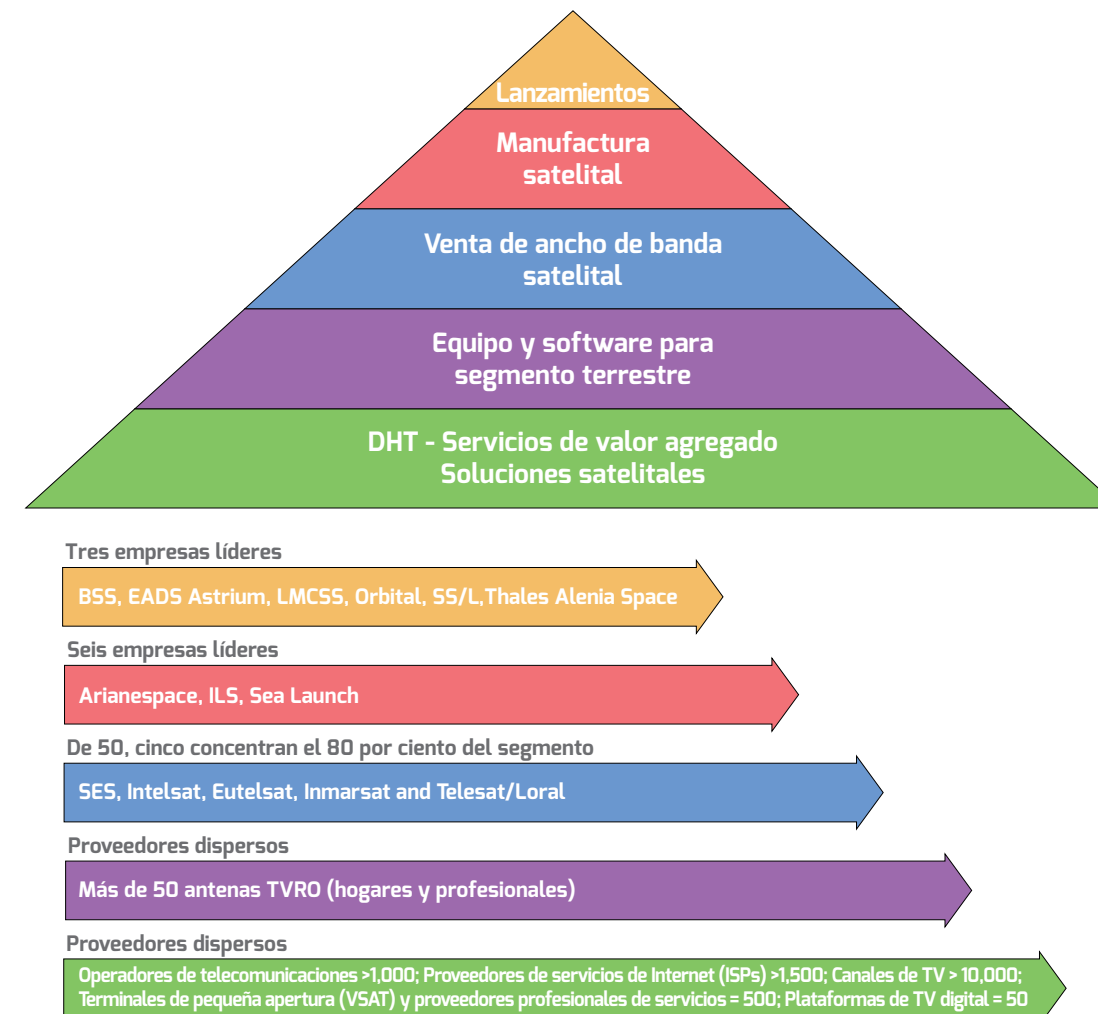 Lanzamientos
Manufactura
satelital
Venta de ancho de banda
satelital
Equipo y software para
segmento terrestre
DHT - Servicios de valor agregado
Soluciones satelitales
Tres empresas líderes
BSS, EADS Astrium, LMCSS, Orbital, SS/L,Thales Alenia Space
Seis empresas líderes
Arianespace, ILS, Sea Launch
De 50, cinco concentran el 80 por ciento del segmento
SES, Intelsat, Eutelsat, Inmarsat and Telesat/Loral
Proveedores dispersos
Más de 50 antenas TVRO (hogares y profesionales)
Proveedores dispersos
Operadores de telecomunicaciones >1,000; Proveedores de servicios de Internet (ISPs) >1,500; Canales de TV > 10,000;
Terminales de pequeña apertura (VSAT) y proveedores profesionales de servicios = 500; Plataformas de TV digital = 50